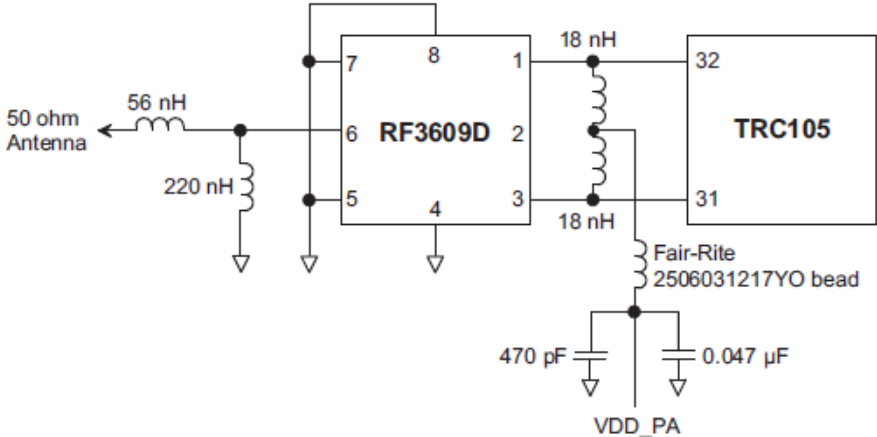 18 nH
7
8
1
32
56 nH
50 ohm
Antenna
6
RF3609D
2
TRC105
220 nH
5
4
3
31
18 nH
Fair-Rite
2506031217YO bead
470 pF
0.047 µF
VDD_PA